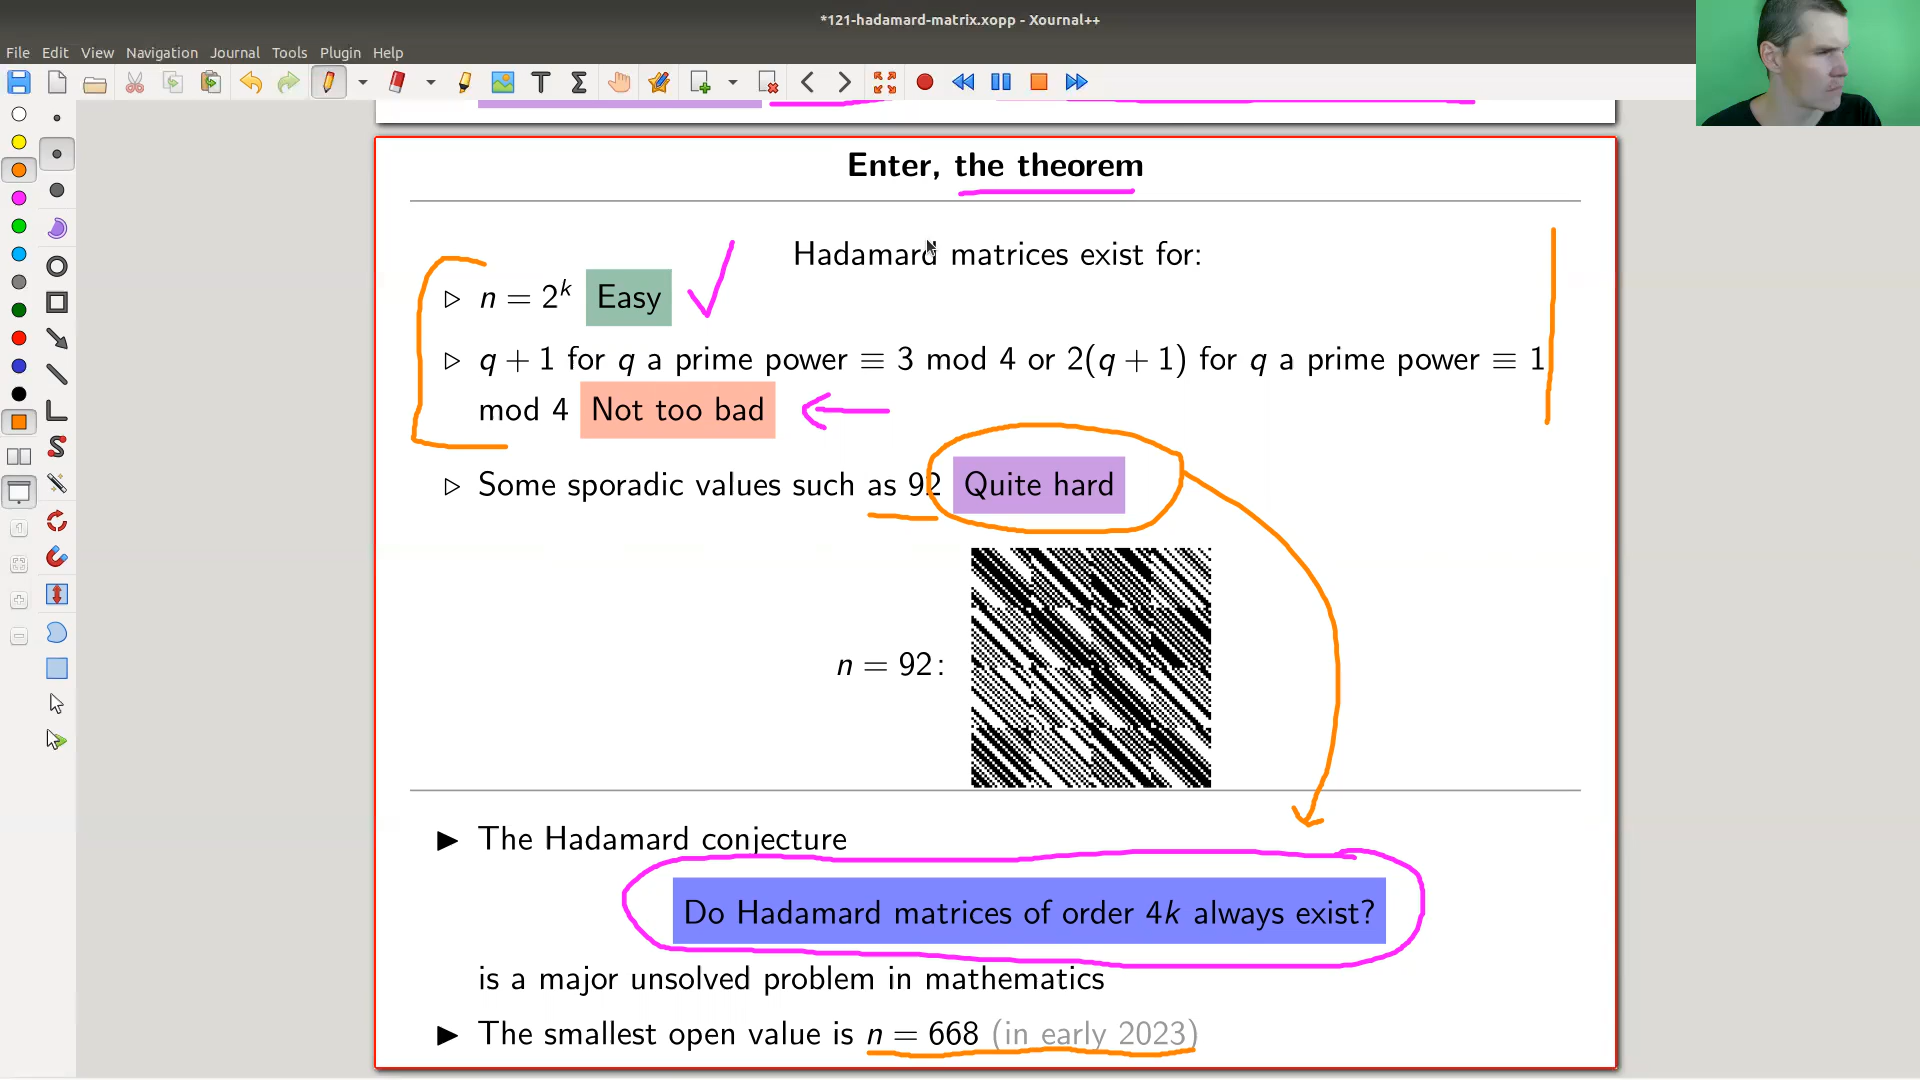 *121-hadamard-matrix.xopp - Xournal++
File Edit View Navigation Journal Tools Plugin Help
Enter, the theorem
Hadamard matrices exist for:
▷ n = 2^k Easy
▷ q + 1 for q a prime power ≡ 3 mod 4 or 2(q + 1) for q a prime power ≡ 1
mod 4 Not too bad
▷ Some sporadic values such as 92 Quite hard
n = 92:
▶ The Hadamard conjecture
Do Hadamard matrices of order 4k always exist?
is a major unsolved problem in mathematics
▶ The smallest open value is n = 668 (in early 2023)